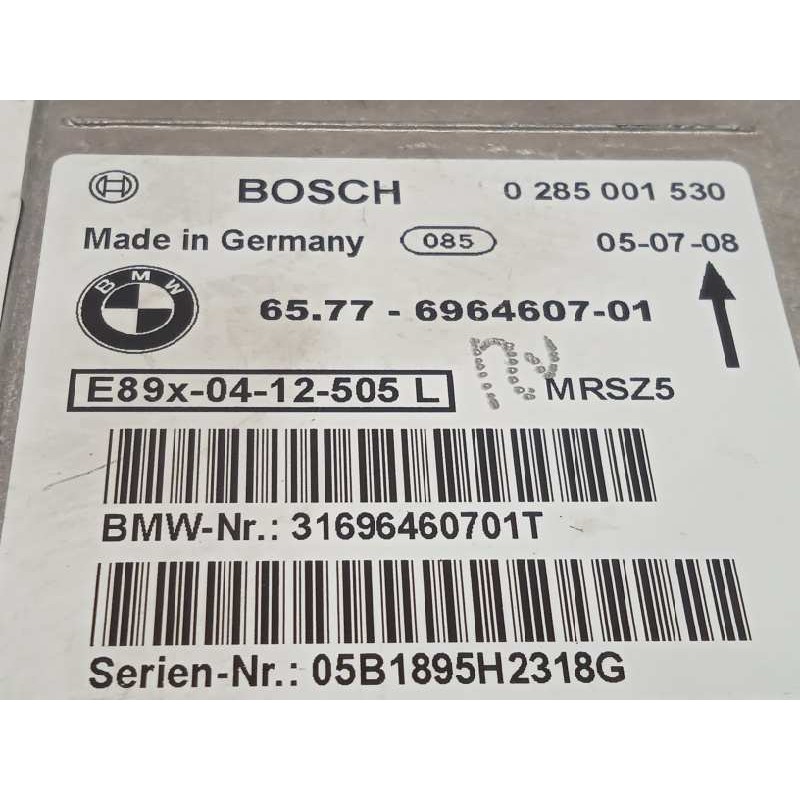 BOSCH 0 285 001 530
Made in Germany 085 05-07-08
BMW 65.77 - 6964607-01
E89x-04-12-505 L MRSZ5
BMW-Nr.: 31696460701T
Serien-Nr.: 05B1895H2318G